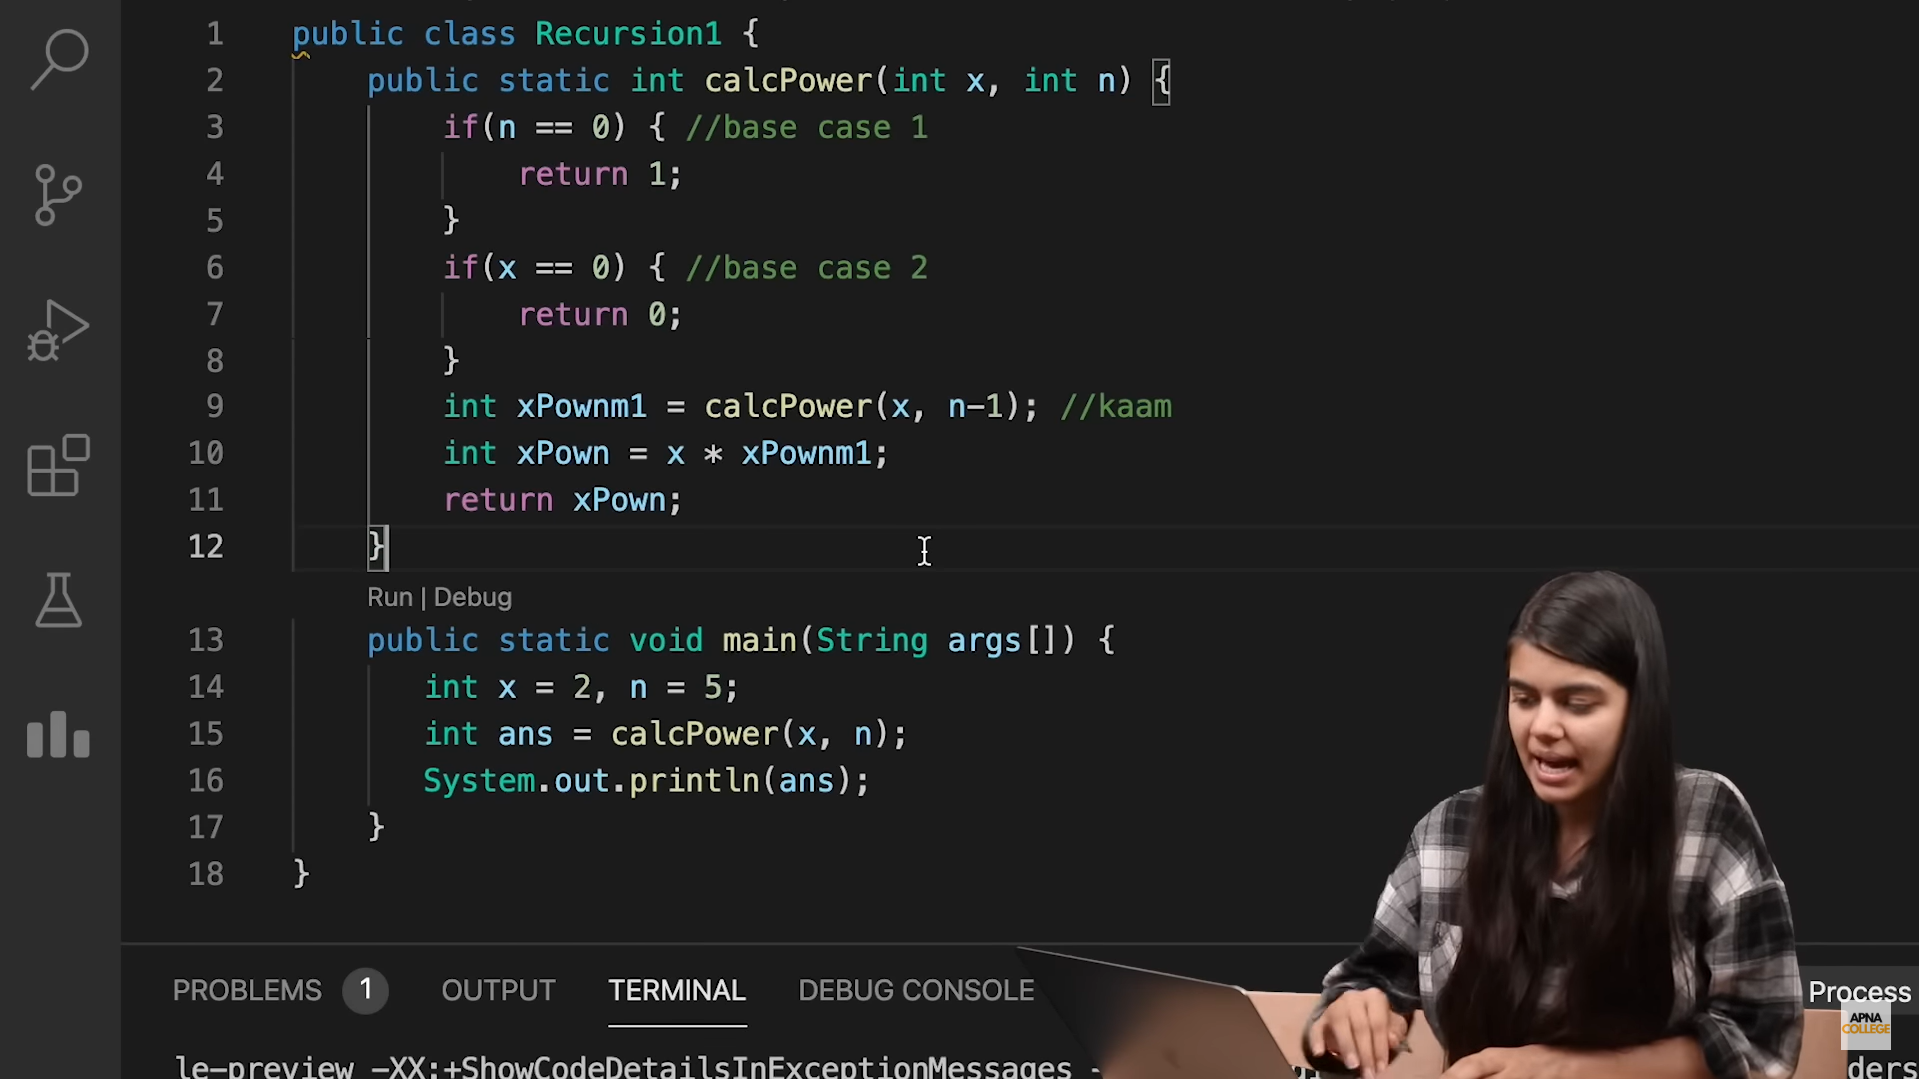 1 public class Recursion1 {
2 public static int calcPower(int x, int n) {
3 if(n == 0) { //base case 1
4 return 1;
5 }
6 if(x == 0) { //base case 2
7 return 0;
8 }
9 int xPownm1 = calcPower(x, n-1); //kaam
10 int xPown = x * xPownm1;
11 return xPown;
12 }
Run | Debug
13 public static void main(String args[]) {
14 int x = 2, n = 5;
15 int ans = calcPower(x, n);
16 System.out.println(ans);
17 }
18 }
PROBLEMS 1 OUTPUT TERMINAL DEBUG CONSOLE Process
APNA
COLLEGE
le-preview -XX:+ShowCodeDetailsInExceptionMessages ders